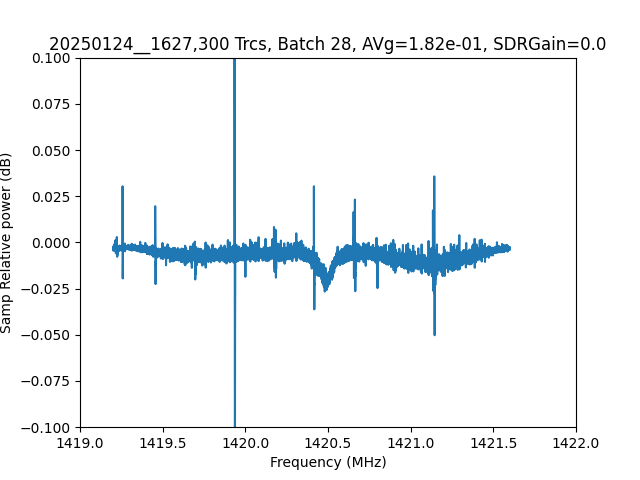 20250124__1627,300 Trcs, Batch 28, AVg=1.82e-01, SDRGain=0.0
0.100
0.075
0.050
0.025
0.000
−0.025
−0.050
−0.075
−0.100
Samp Relative power (dB)
1419.0 1419.5 1420.0 1420.5 1421.0 1421.5 1422.0
Frequency (MHz)